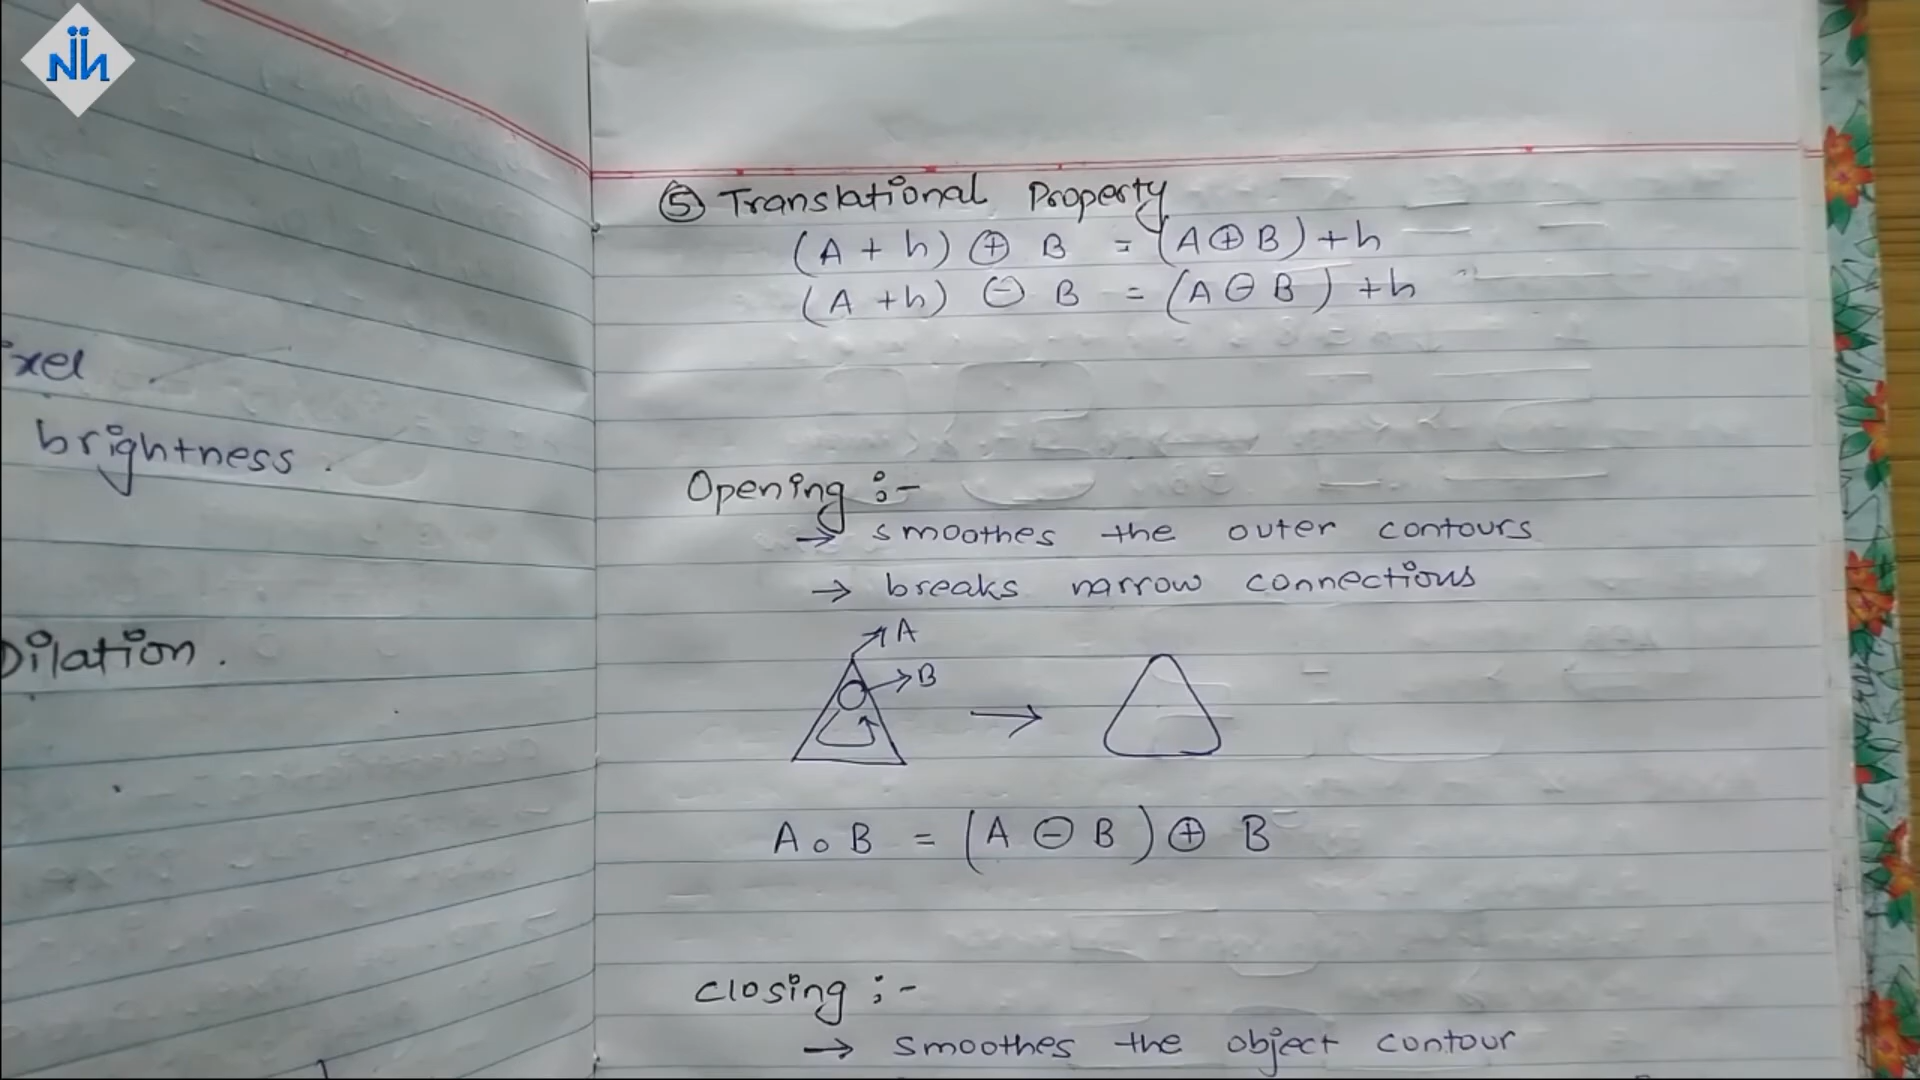 xel
brightness.
Dilation.
⑤ Translational Property
(A + h) ⊕ B = (A ⊕ B) + h
(A + h) ⊖ B = (A ⊖ B) + h
Opening :-
→ smoothes the outer contours
→ breaks narrow connections
A
B
A ∘ B = (A ⊖ B) ⊕ B
closing :-
→ smoothes the object contour